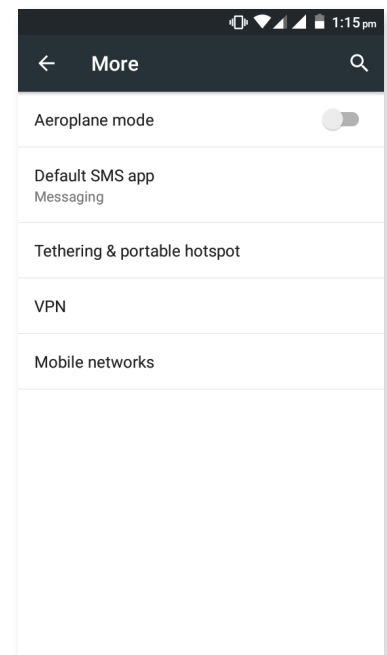 1:15 pm
More
Aeroplane mode
Default SMS app
Messaging
Tethering & portable hotspot
VPN
Mobile networks